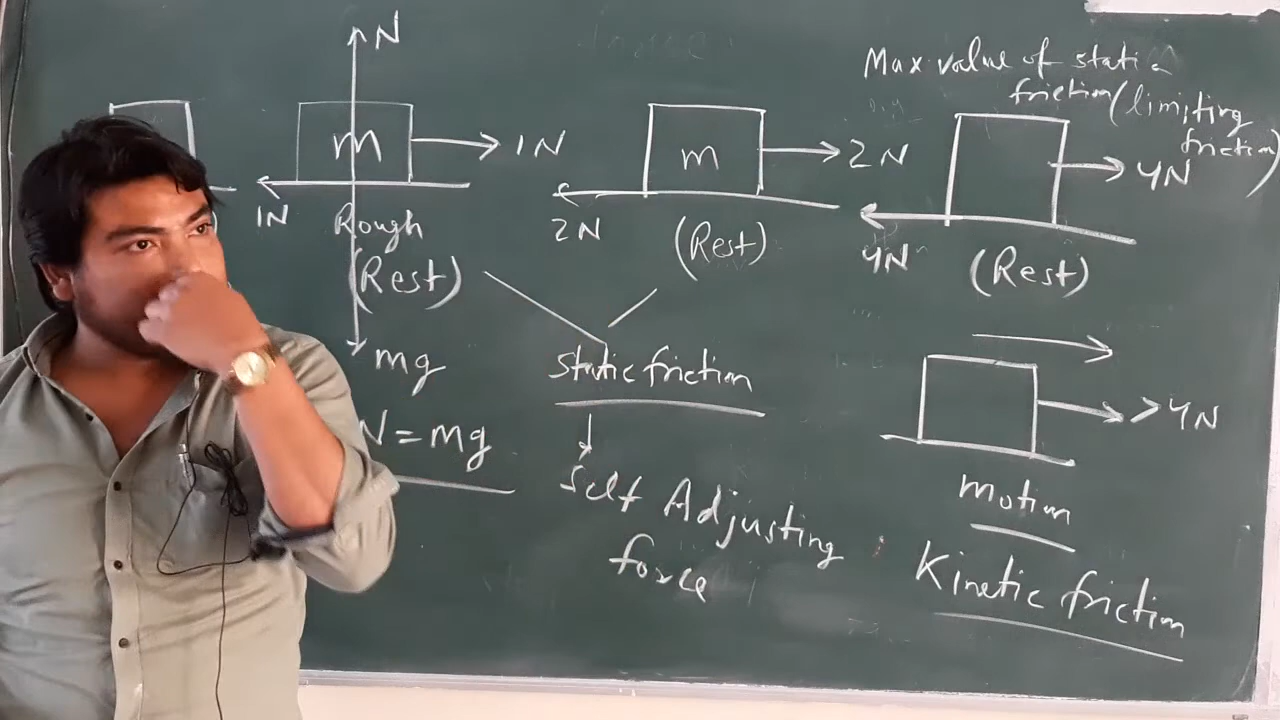 N
m
1N
1N
Rough
(Rest)
mg
N = mg
m
2N
2N
(Rest)
Static friction
Self Adjusting
force
Max value of static
friction (limiting
friction)
4N
4N
(Rest)
>4N
motion
Kinetic friction